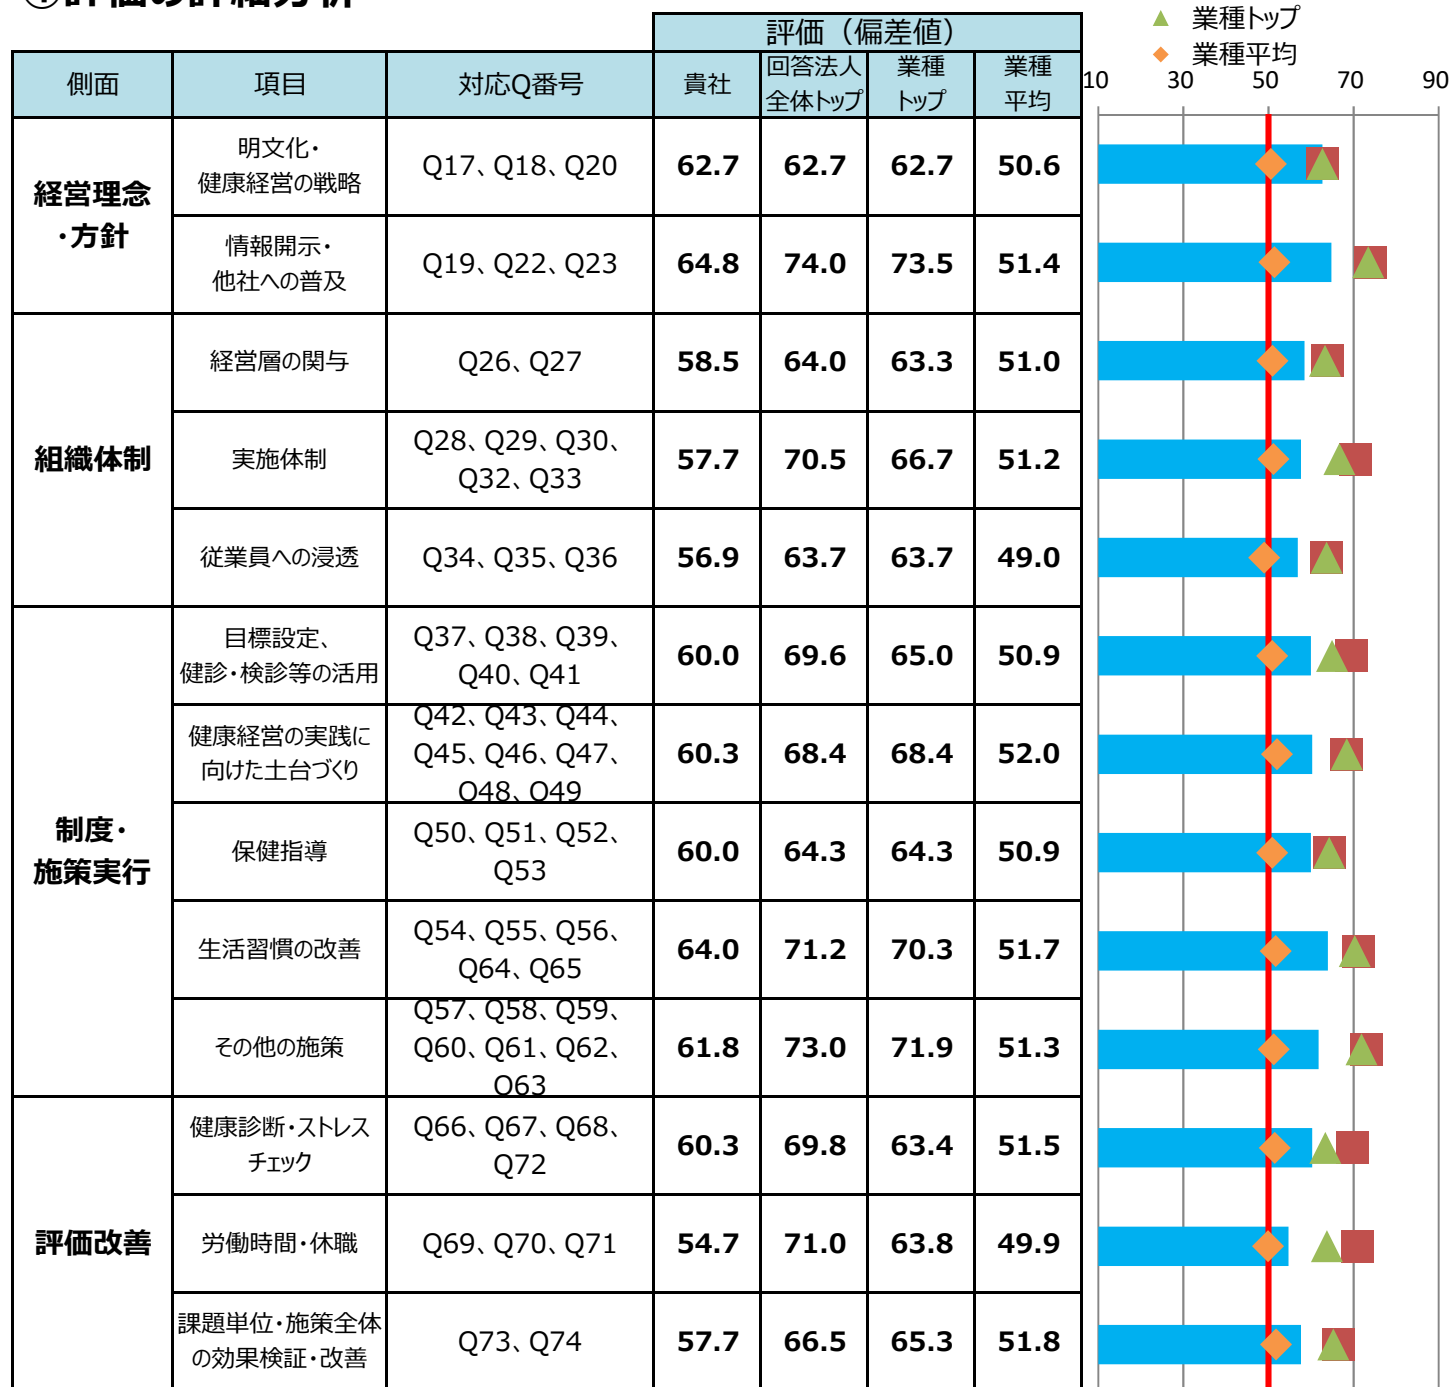 ①評価の詳細分析
▲ 業種トップ
◆ 業種平均
評価（偏差値）
側面 項目 対応Q番号 貴社 回答法人全体トップ 業種トップ 業種平均
10 30 50 70 90
経営理念・方針
明文化・健康経営の戦略 Q17、Q18、Q20 62.7 62.7 62.7 50.6
情報開示・他社への普及 Q19、Q22、Q23 64.8 74.0 73.5 51.4
組織体制
経営層の関与 Q26、Q27 58.5 64.0 63.3 51.0
実施体制 Q28、Q29、Q30、Q32、Q33 57.7 70.5 66.7 51.2
従業員への浸透 Q34、Q35、Q36 56.9 63.7 63.7 49.0
制度・施策実行
目標設定、健診・検診等の活用 Q37、Q38、Q39、Q40、Q41 60.0 69.6 65.0 50.9
健康経営の実践に向けた土台づくり Q42、Q43、Q44、Q45、Q46、Q47、Q48、Q49 60.3 68.4 68.4 52.0
保健指導 Q50、Q51、Q52、Q53 60.0 64.3 64.3 50.9
生活習慣の改善 Q54、Q55、Q56、Q64、Q65 64.0 71.2 70.3 51.7
その他の施策 Q57、Q58、Q59、Q60、Q61、Q62、Q63 61.8 73.0 71.9 51.3
評価改善
健康診断・ストレスチェック Q66、Q67、Q68、Q72 60.3 69.8 63.4 51.5
労働時間・休職 Q69、Q70、Q71 54.7 71.0 63.8 49.9
課題単位・施策全体の効果検証・改善 Q73、Q74 57.7 66.5 65.3 51.8